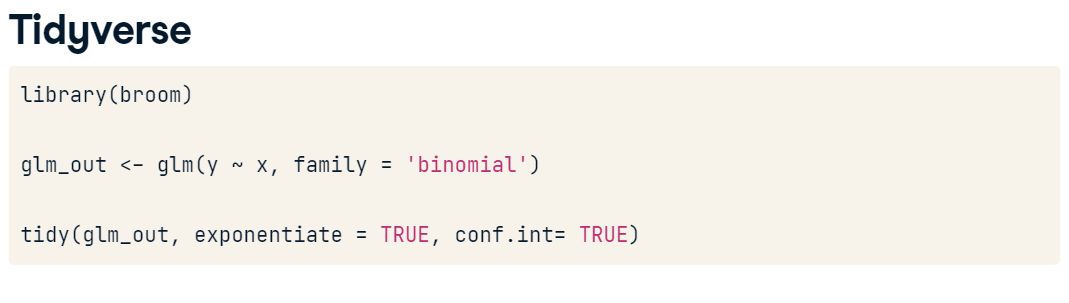 Tidyverse
library(broom)
glm_out <- glm(y ~ x, family = 'binomial')
tidy(glm_out, exponentiate = TRUE, conf.int= TRUE)